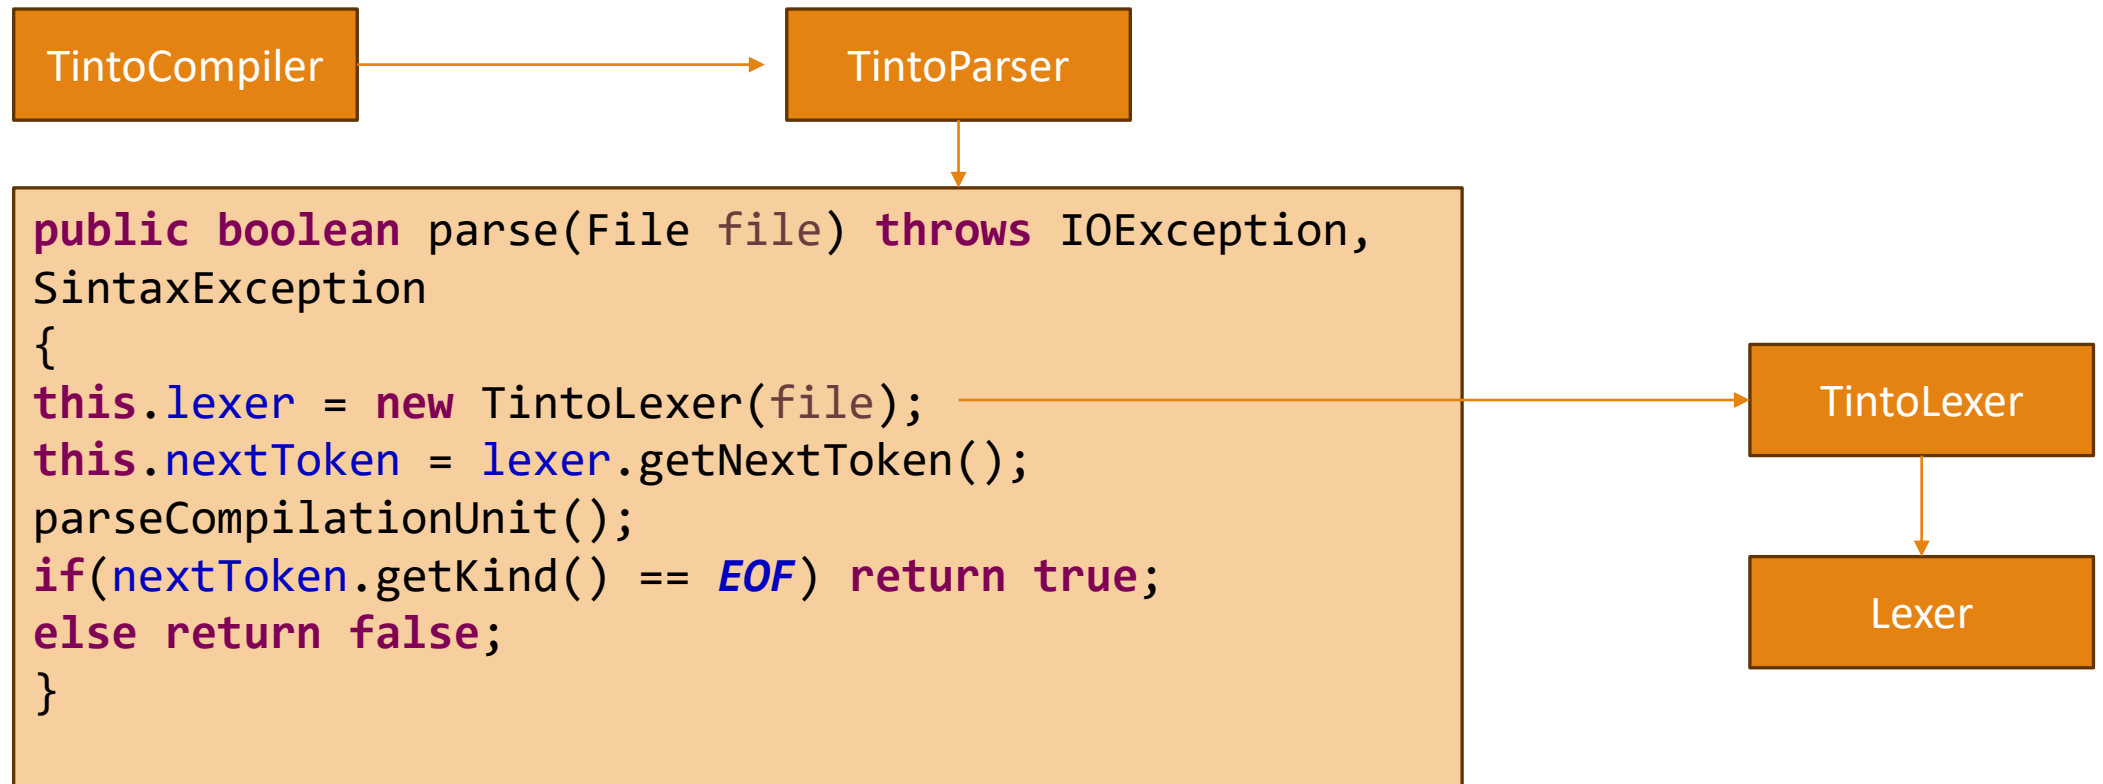 TintoCompiler
TintoParser
public boolean parse(File file) throws IOException,
SintaxException
{
this.lexer = new TintoLexer(file);
this.nextToken = lexer.getNextToken();
parseCompilationUnit();
if(nextToken.getKind() == EOF) return true;
else return false;
}
TintoLexer
Lexer